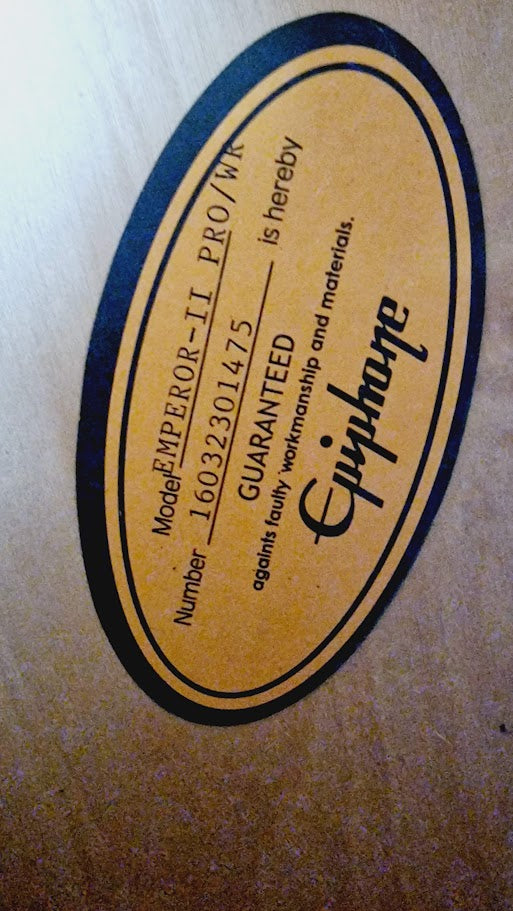 Model EMPEROR-II PRO/WR
Number 16032301475
GUARANTEED is hereby
againts faulty workmanship and materials.
Epiphone